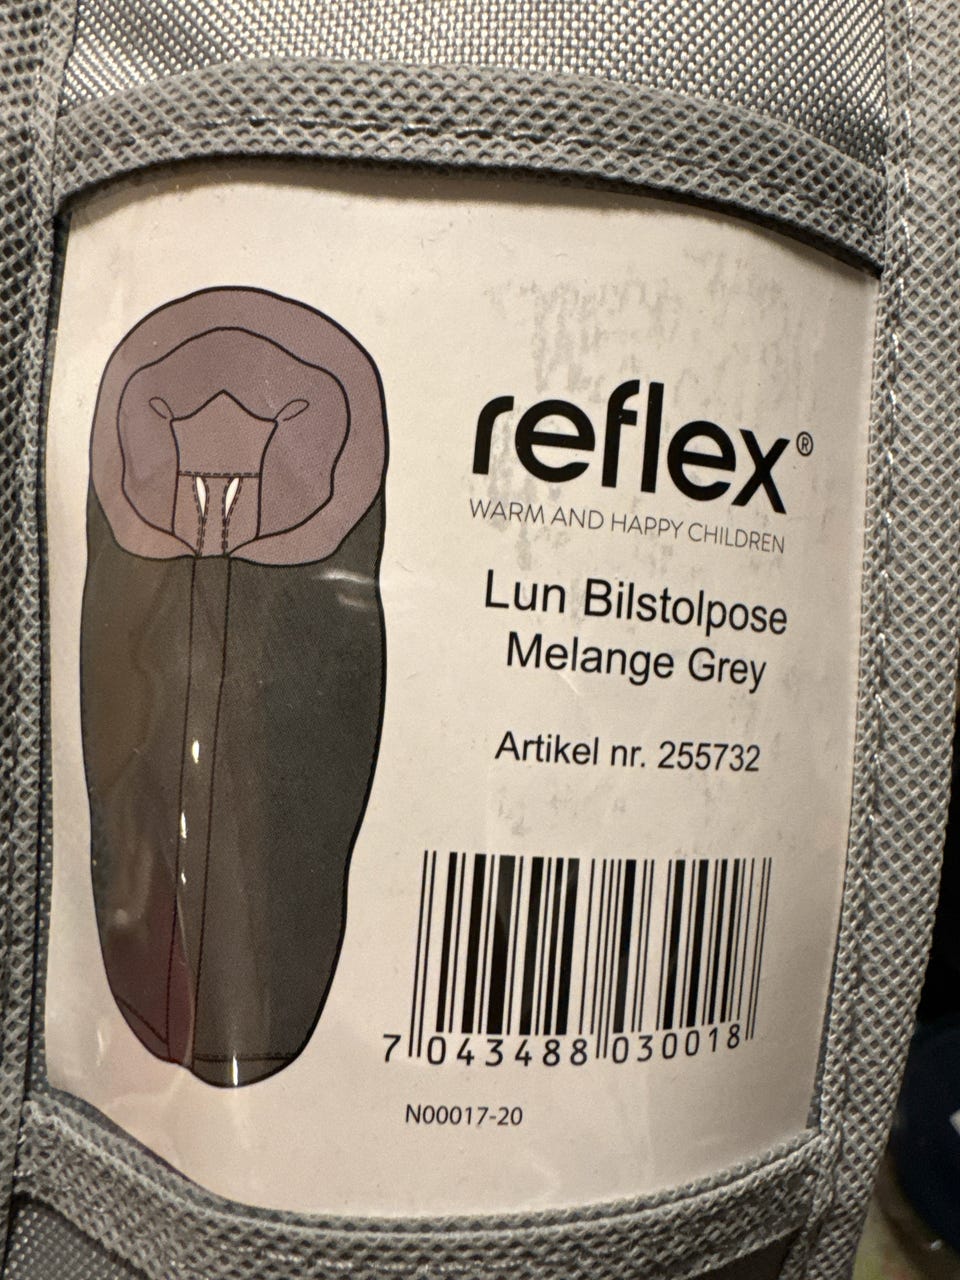 reflex®
WARM AND HAPPY CHILDREN
Lun Bilstolpose
Melange Grey
Artikel nr. 255732
7 043488 030018
N00017-20